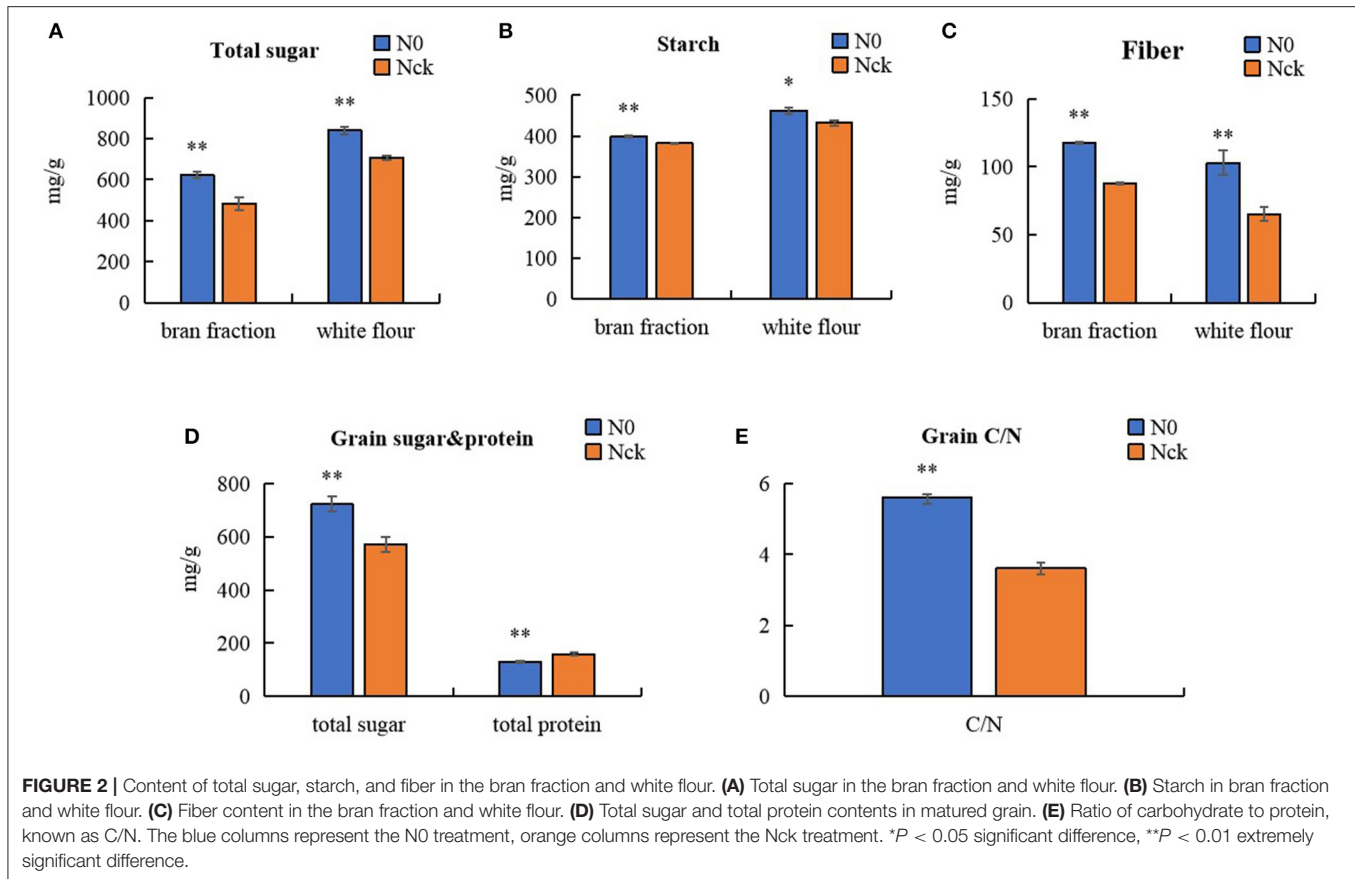 A
Total sugar
N0
Nck
1000
800
600
400
200
0
mg/g
**
**
bran fraction
white flour
B
Starch
N0
Nck
500
400
300
200
100
0
mg/g
**
*
bran fraction
white flour
C
Fiber
N0
Nck
150
100
50
0
mg/g
**
**
bran fraction
white flour
D
Grain sugar&protein
N0
Nck
800
600
400
200
0
mg/g
**
**
total sugar
total protein
E
Grain C/N
N0
Nck
6
4
2
0
**
C/N
FIGURE 2 | Content of total sugar, starch, and fiber in the bran fraction and white flour. (A) Total sugar in the bran fraction and white flour. (B) Starch in bran fraction
and white flour. (C) Fiber content in the bran fraction and white flour. (D) Total sugar and total protein contents in matured grain. (E) Ratio of carbohydrate to protein,
known as C/N. The blue columns represent the N0 treatment, orange columns represent the Nck treatment. *P < 0.05 significant difference, **P < 0.01 extremely
significant difference.